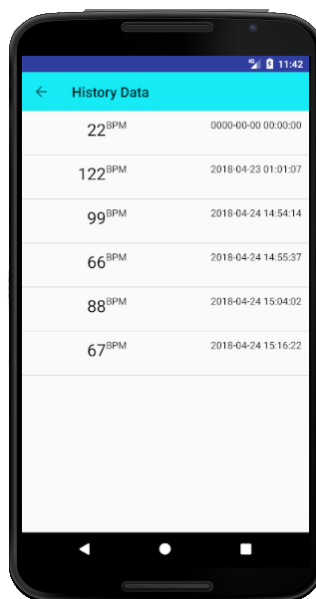 4G 11:42
History Data
22BPM 0000-00-00 00:00:00
122BPM 2018-04-23 01:01:07
99BPM 2018-04-24 14:54:14
66BPM 2018-04-24 14:55:37
88BPM 2018-04-24 15:04:02
67BPM 2018-04-24 15:16:22